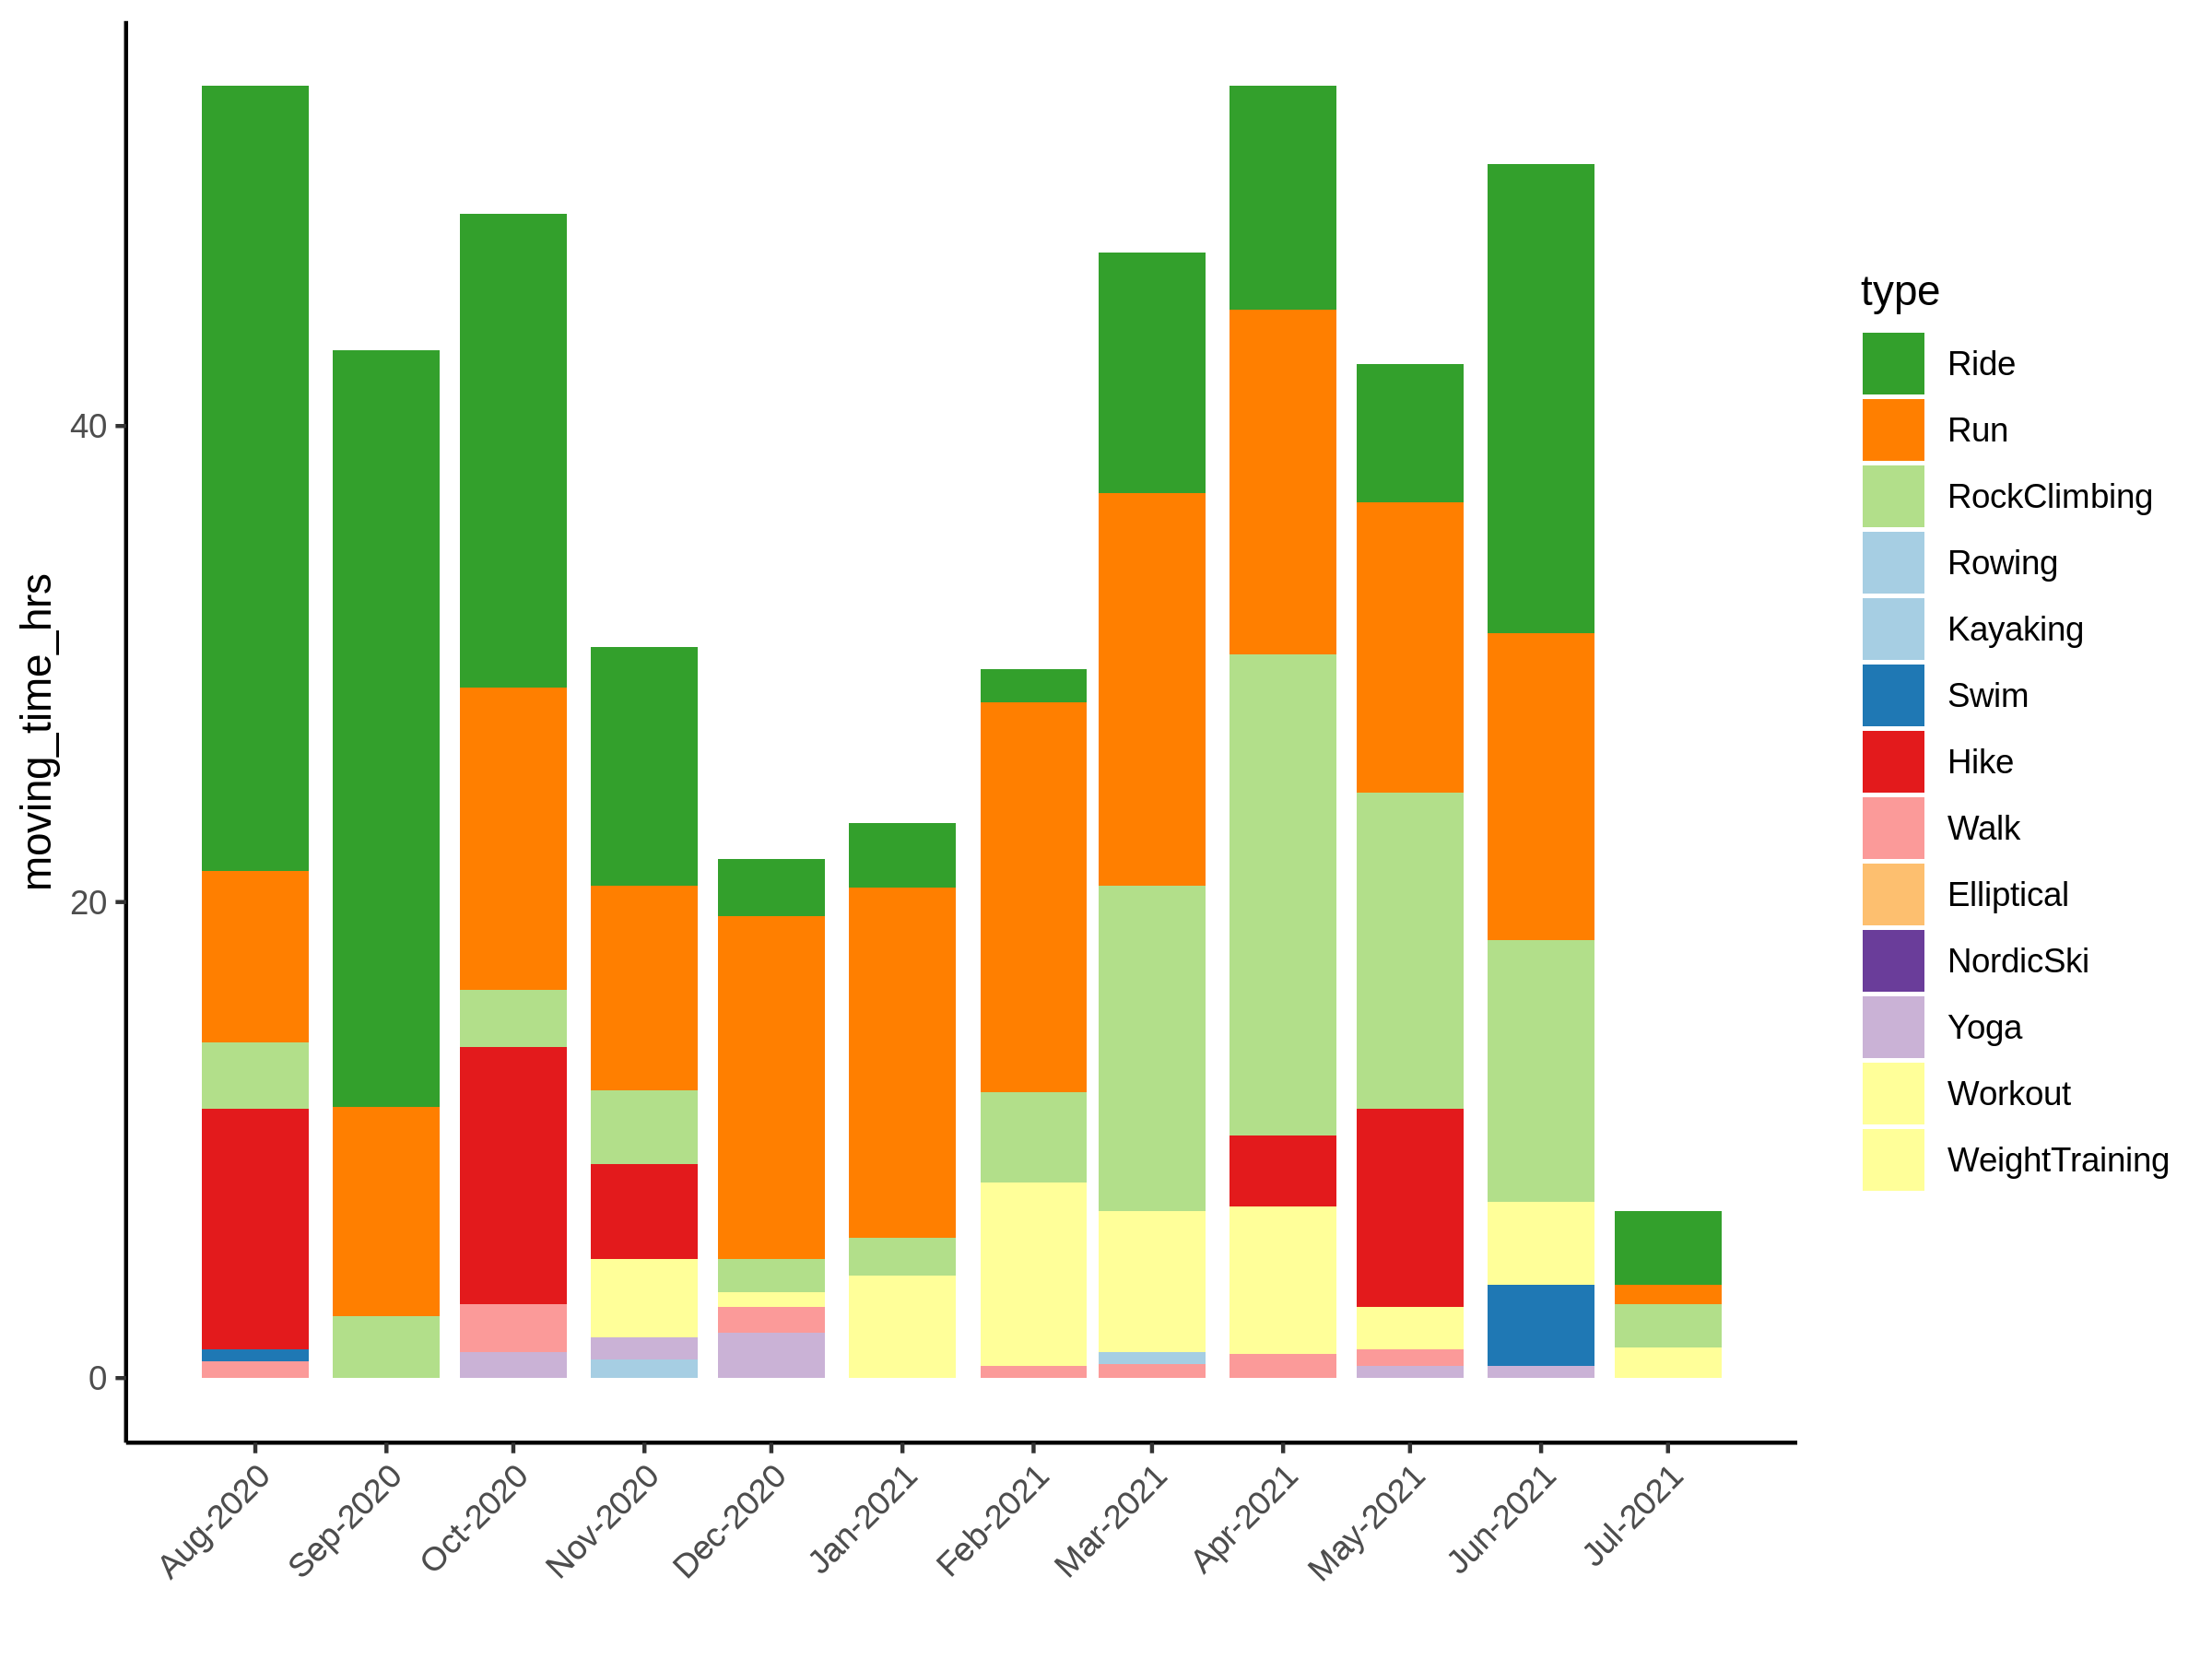 moving_time_hrs
40
20
0
Aug-2020
Sep-2020
Oct-2020
Nov-2020
Dec-2020
Jan-2021
Feb-2021
Mar-2021
Apr-2021
May-2021
Jun-2021
Jul-2021
type
Ride
Run
RockClimbing
Rowing
Kayaking
Swim
Hike
Walk
Elliptical
NordicSki
Yoga
Workout
WeightTraining